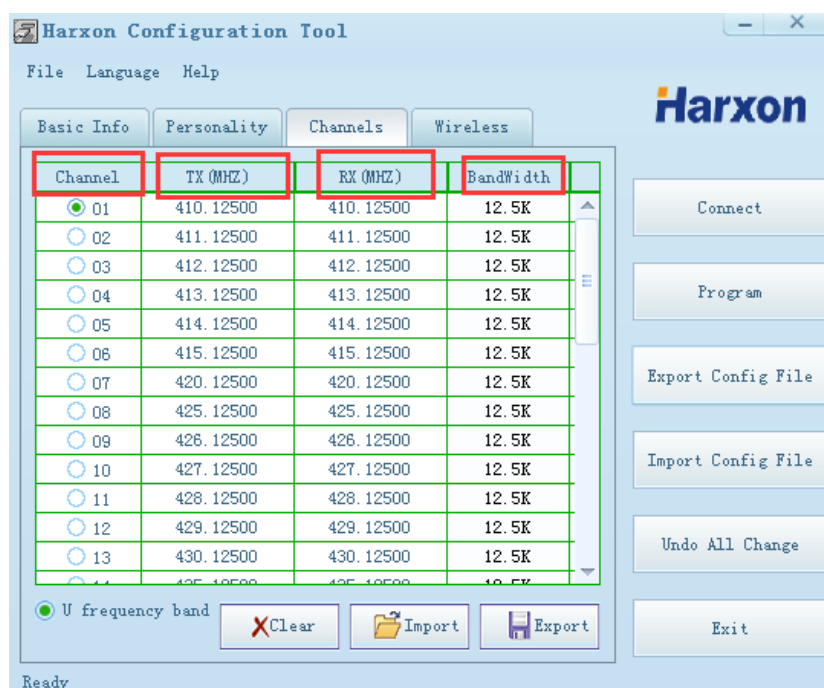 Harxon Configuration Tool
File Language Help
Harxon
Basic Info Personality Channels Wireless
Channel TX(MHZ) RX(MHZ) BandWidth
01 410.12500 410.12500 12.5K
02 411.12500 411.12500 12.5K
03 412.12500 412.12500 12.5K
04 413.12500 413.12500 12.5K
05 414.12500 414.12500 12.5K
06 415.12500 415.12500 12.5K
07 420.12500 420.12500 12.5K
08 425.12500 425.12500 12.5K
09 426.12500 426.12500 12.5K
10 427.12500 427.12500 12.5K
11 428.12500 428.12500 12.5K
12 429.12500 429.12500 12.5K
13 430.12500 430.12500 12.5K
U frequency band
Clear Import Export
Connect
Program
Export Config File
Import Config File
Undo All Change
Exit
Ready